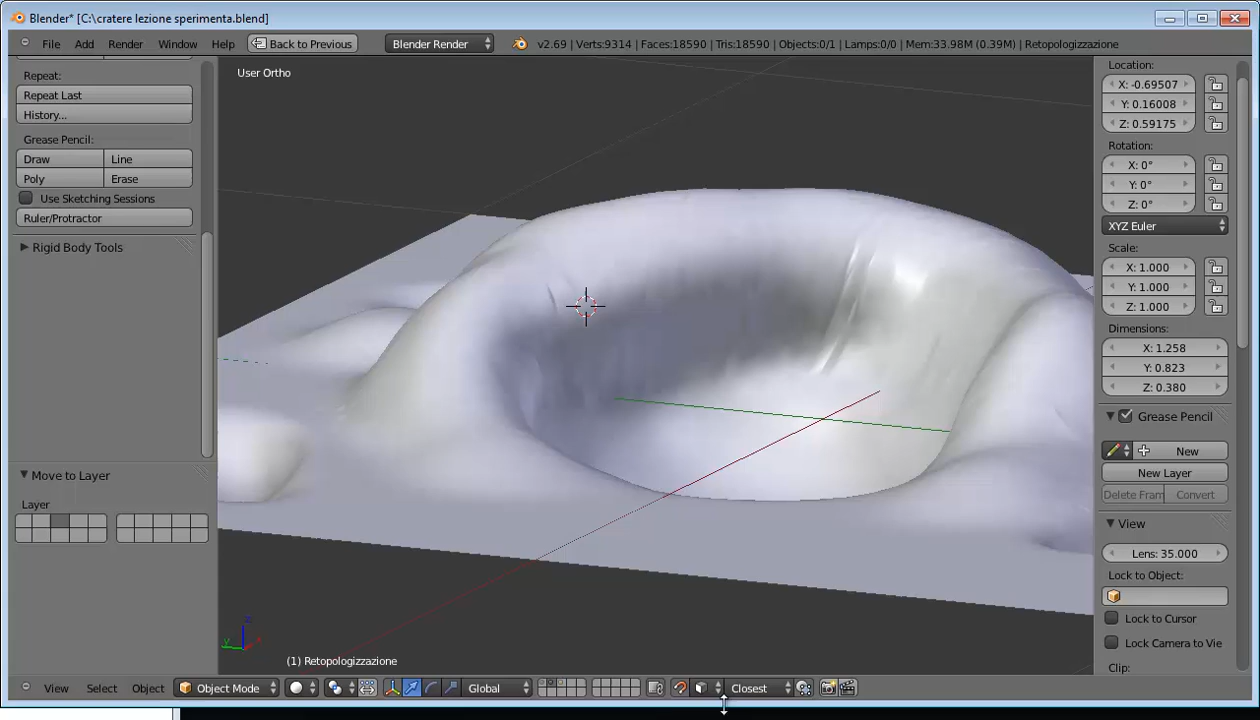 Blender* [C:\cratere lezione sperimenta.blend]
File Add Render Window Help Back to Previous Blender Render v2.69 | Verts:9314 | Faces:18590 | Tris:18590 | Objects:0/1 | Lamps:0/0 | Mem:33.98M (0.39M) | Retopologizzazione
Repeat:
Repeat Last
History...
Grease Pencil:
Draw Line
Poly Erase
Use Sketching Sessions
Ruler/Protractor
Rigid Body Tools
Move to Layer
Layer
User Ortho
z
y x
(1) Retopologizzazione
Location:
X: -0.69507
Y: 0.16008
Z: 0.59175
Rotation:
X: 0°
Y: 0°
Z: 0°
XYZ Euler
Scale:
X: 1.000
Y: 1.000
Z: 1.000
Dimensions:
X: 1.258
Y: 0.823
Z: 0.380
Grease Pencil
New
New Layer
Delete Fram Convert
View
Lens: 35.000
Lock to Object:
Lock to Cursor
Lock Camera to Vie
Clip:
View Select Object Object Mode Global Closest